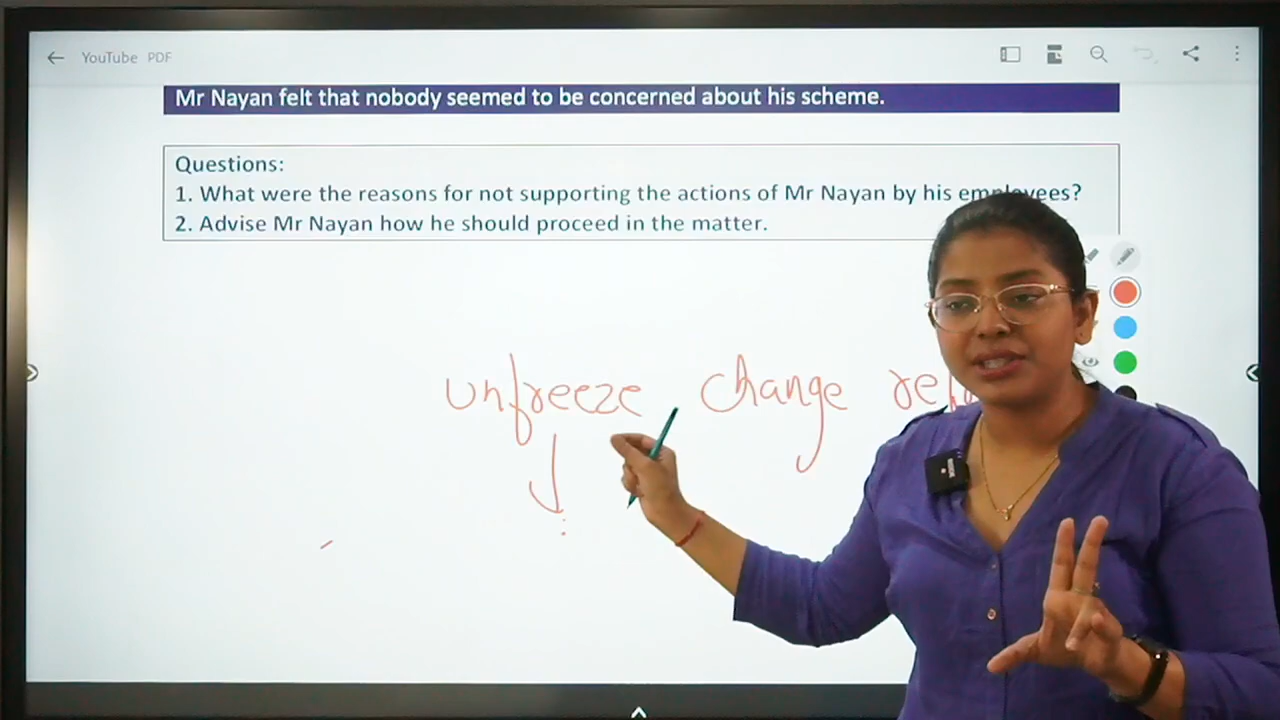 YouTube PDF
Mr Nayan felt that nobody seemed to be concerned about his scheme.
Questions:
1. What were the reasons for not supporting the actions of Mr Nayan by his employees?
2. Advise Mr Nayan how he should proceed in the matter.
unfreeze change